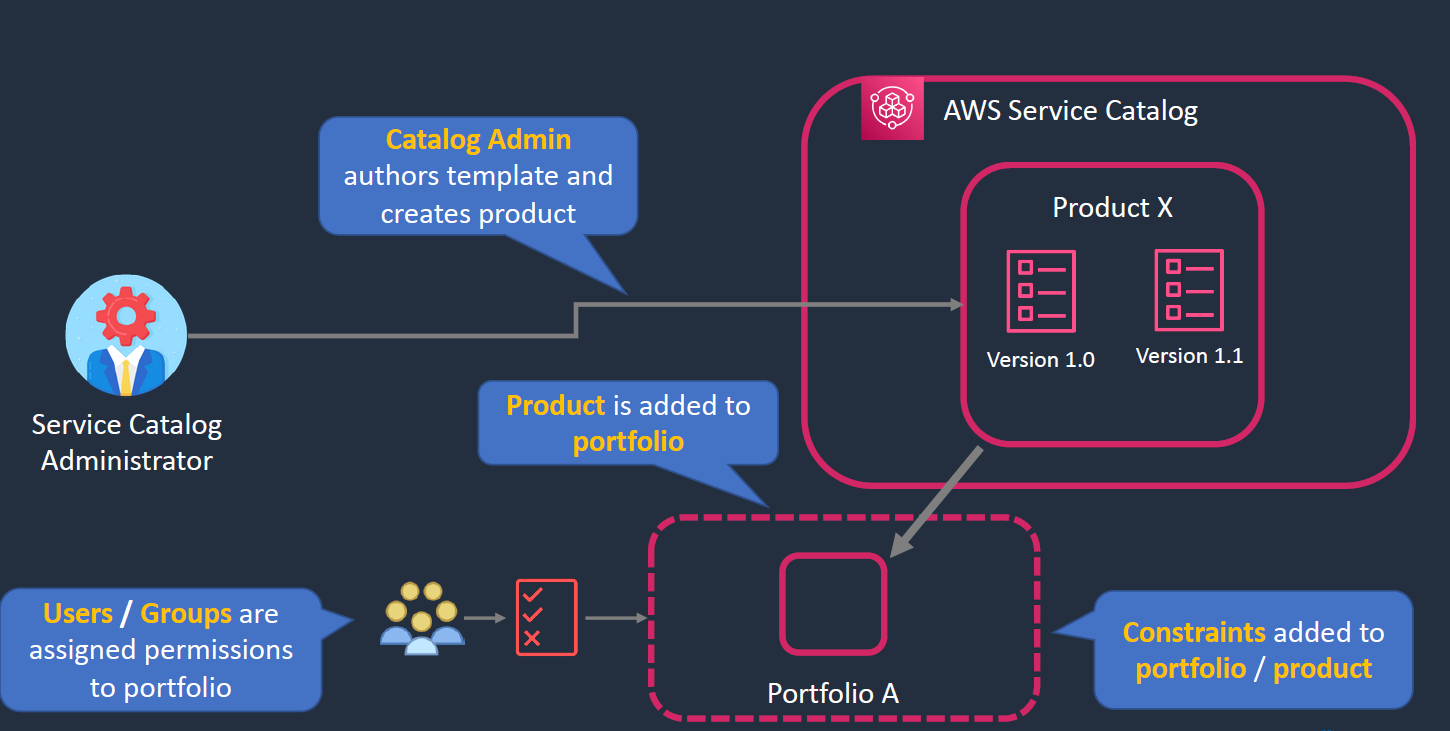 AWS Service Catalog
Catalog Admin
authors template and
creates product
Product X
Version 1.0
Version 1.1
Service Catalog
Administrator
Product is added to
portfolio
Users / Groups are
assigned permissions
to portfolio
Constraints added to
portfolio / product
Portfolio A